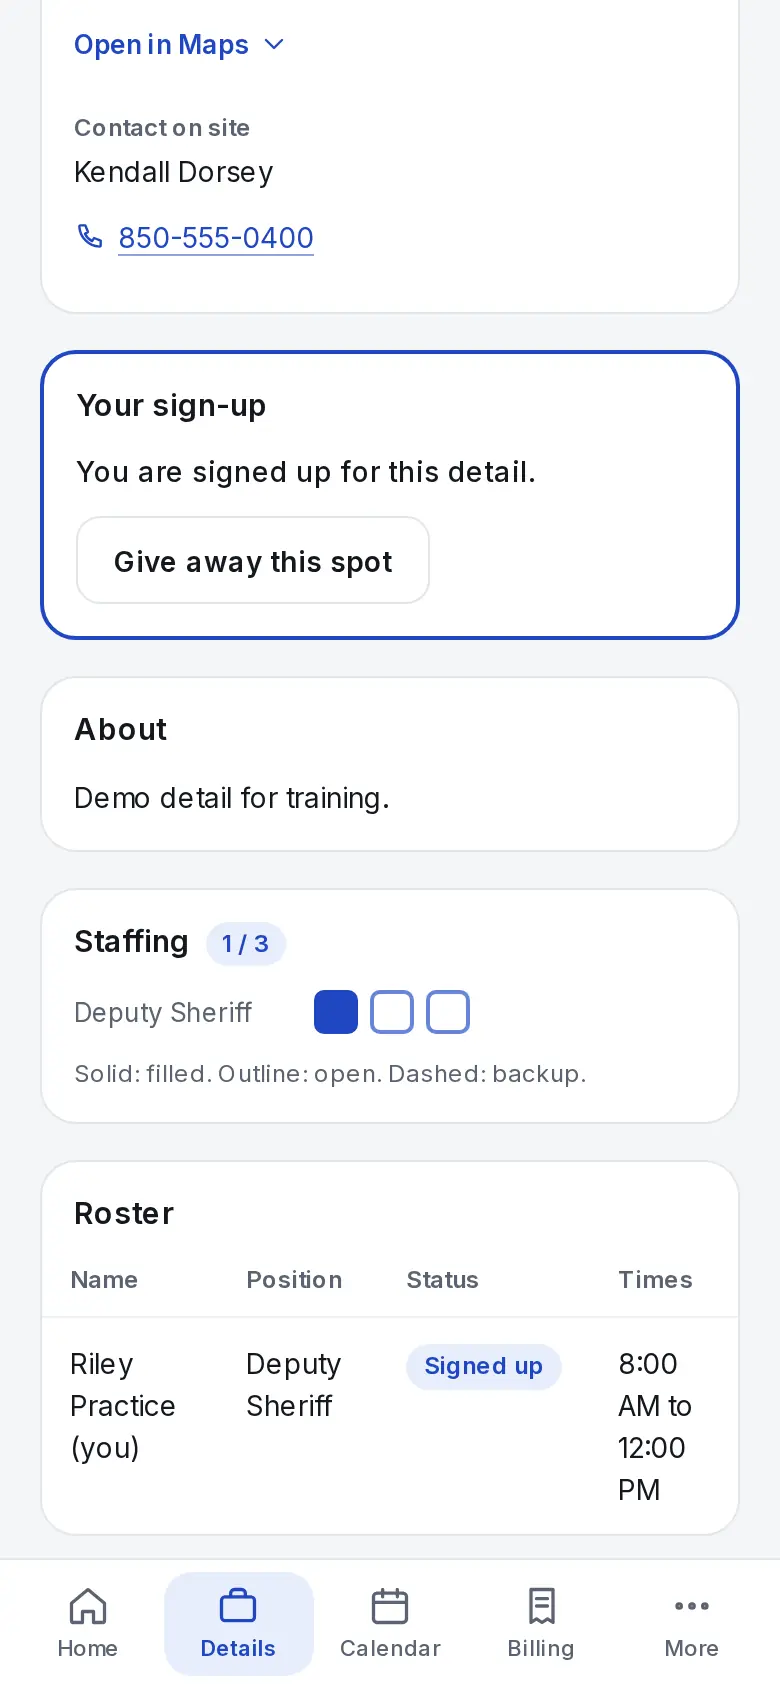 Open in Maps
Contact on site
Kendall Dorsey
850-555-0400
Your sign-up
You are signed up for this detail.
Give away this spot
About
Demo detail for training.
Staffing 1 / 3
Deputy Sheriff
Solid: filled. Outline: open. Dashed: backup.
Roster
Name Position Status Times
Riley Deputy Signed up 8:00
Practice Sheriff AM to
(you) 12:00
PM
Home Details Calendar Billing More